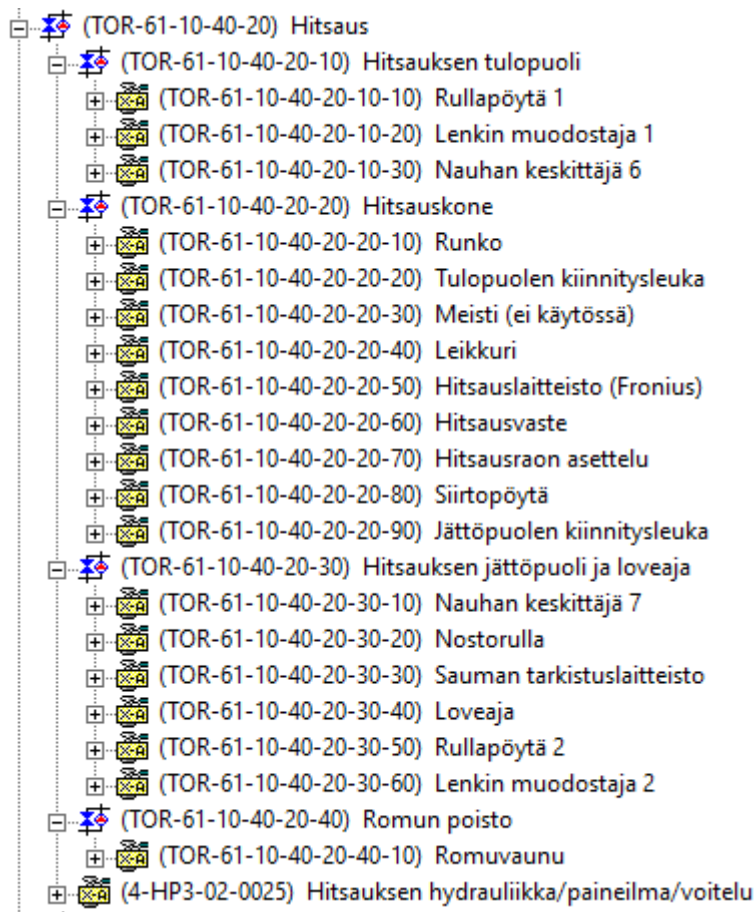 (TOR-61-10-40-20) Hitsaus
(TOR-61-10-40-20-10) Hitsauksen tulopuoli
(TOR-61-10-40-20-10-10) Rullapöytä 1
(TOR-61-10-40-20-10-20) Lenkin muodostaja 1
(TOR-61-10-40-20-10-30) Nauhan keskittäjä 6
(TOR-61-10-40-20-20) Hitsauskone
(TOR-61-10-40-20-20-10) Runko
(TOR-61-10-40-20-20-20) Tulopuolen kiinnitysleuka
(TOR-61-10-40-20-20-30) Meisti (ei käytössä)
(TOR-61-10-40-20-20-40) Leikkuri
(TOR-61-10-40-20-20-50) Hitsauslaitteisto (Fronius)
(TOR-61-10-40-20-20-60) Hitsausvaste
(TOR-61-10-40-20-20-70) Hitsausraon asettelu
(TOR-61-10-40-20-20-80) Siirtopöytä
(TOR-61-10-40-20-20-90) Jättöpuolen kiinnitysleuka
(TOR-61-10-40-20-30) Hitsauksen jättöpuoli ja loveaja
(TOR-61-10-40-20-30-10) Nauhan keskittäjä 7
(TOR-61-10-40-20-30-20) Nostorulla
(TOR-61-10-40-20-30-30) Sauman tarkistuslaitteisto
(TOR-61-10-40-20-30-40) Loveaja
(TOR-61-10-40-20-30-50) Rullapöytä 2
(TOR-61-10-40-20-30-60) Lenkin muodostaja 2
(TOR-61-10-40-20-40) Romun poisto
(TOR-61-10-40-20-40-10) Romuvaunu
(4-HP3-02-0025) Hitsauksen hydrauliikka/paineilma/voitelu